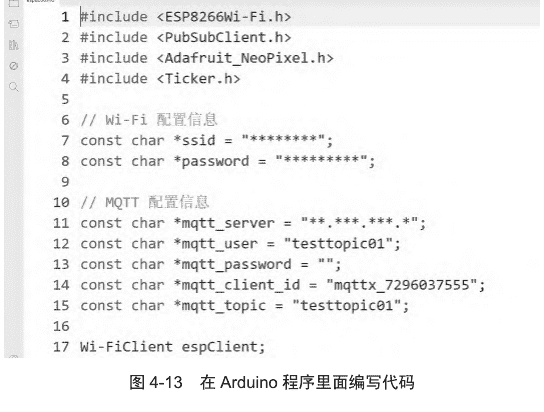 1 #include <ESP8266Wi-Fi.h>
2 #include <PubSubClient.h>
3 #include <Adafruit_NeoPixel.h>
4 #include <Ticker.h>
5
6 // Wi-Fi 配置信息
7 const char *ssid = "********";
8 const char *password = "*********";
9
10 // MQTT 配置信息
11 const char *mqtt_server = "**.***.***.*";
12 const char *mqtt_user = "testtopic01";
13 const char *mqtt_password = "";
14 const char *mqtt_client_id = "mqttx_7296037555";
15 const char *mqtt_topic = "testtopic01";
16
17 Wi-FiClient espClient;
图 4-13 在 Arduino 程序里面编写代码